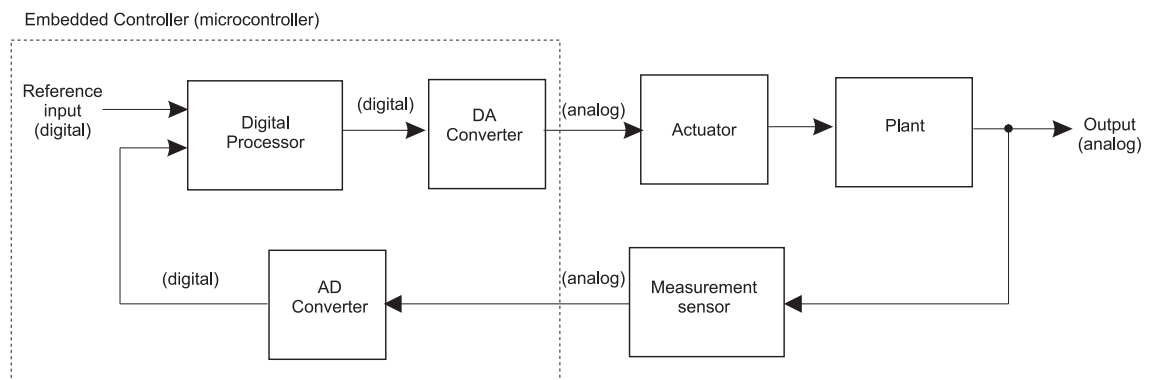 Embedded Controller (microcontroller)
Reference
input
(digital)
Digital
Processor
(digital)
DA
Converter
(analog)
Actuator
Plant
Output
(analog)
(digital)
AD
Converter
(analog)
Measurement
sensor